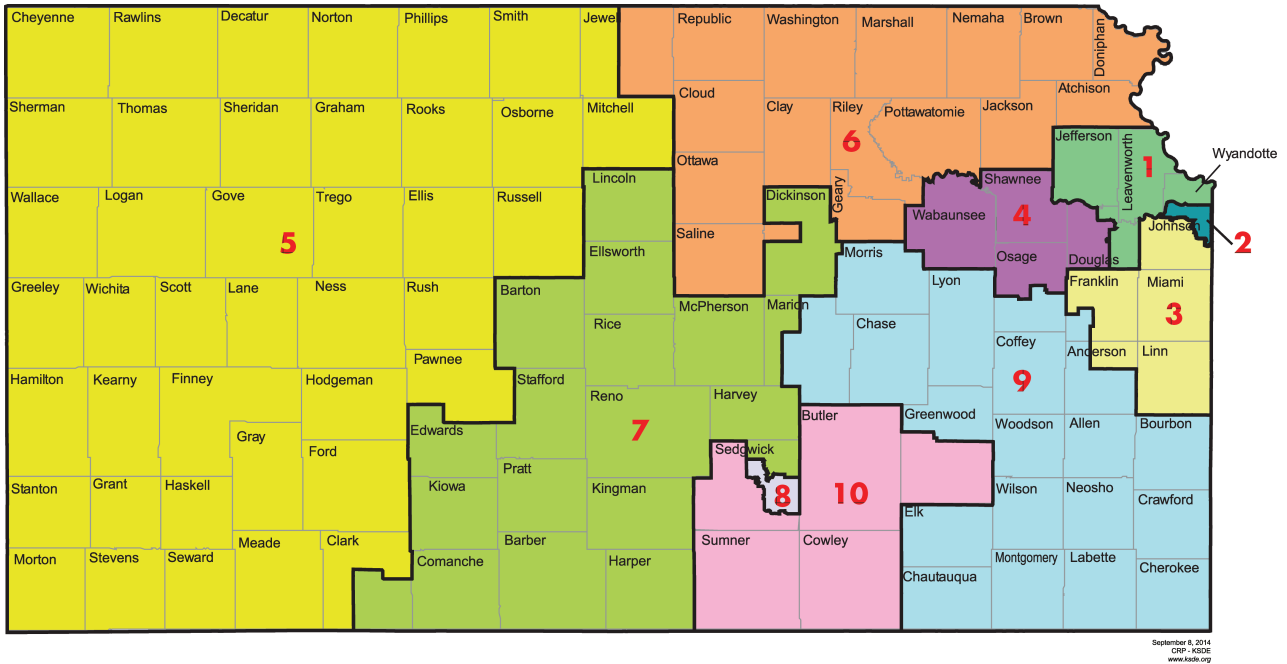 Cheyenne Rawlins Decatur Norton Phillips Smith Jewel Republic Washington Marshall Nemaha Brown Doniphan
Cloud Atchison
Sherman Thomas Sheridan Graham Rooks Osborne Mitchell Clay Riley Pottawatomie Jackson
6 Jefferson Leavenworth 1 Wyandotte
Ottawa
Lincoln Shawnee
Wallace Logan Gove Trego Ellis Russell Dickinson Geary Wabaunsee 4
5 Saline Johnson 2
Ellsworth Morris Osage Douglas
Greeley Wichita Scott Lane Ness Rush Barton Lyon Franklin Miami
McPherson Marion 3
Rice Chase
Pawnee Coffey Anderson Linn
Hamilton Kearny Finney Hodgeman Stafford 9
Reno Harvey
Edwards 7 Butler Greenwood Woodson Allen Bourbon
Gray Ford Sedgwick
Pratt
Stanton Grant Haskell Kiowa Kingman 8 10 Wilson Neosho Crawford
Elk
Meade Clark Barber Sumner Cowley
Morton Stevens Seward Comanche Harper Montgomery Labette Cherokee
Chautauqua
September 8, 2014
CRP - KSDE
www.ksde.org